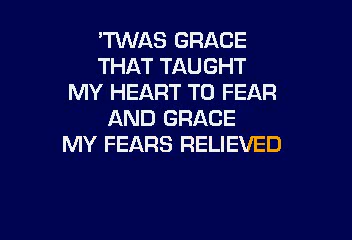 'TWAS GRACE
THAT TAUGHT
MY HEART TO FEAR
AND GRACE
MY FEARS RELIEVED